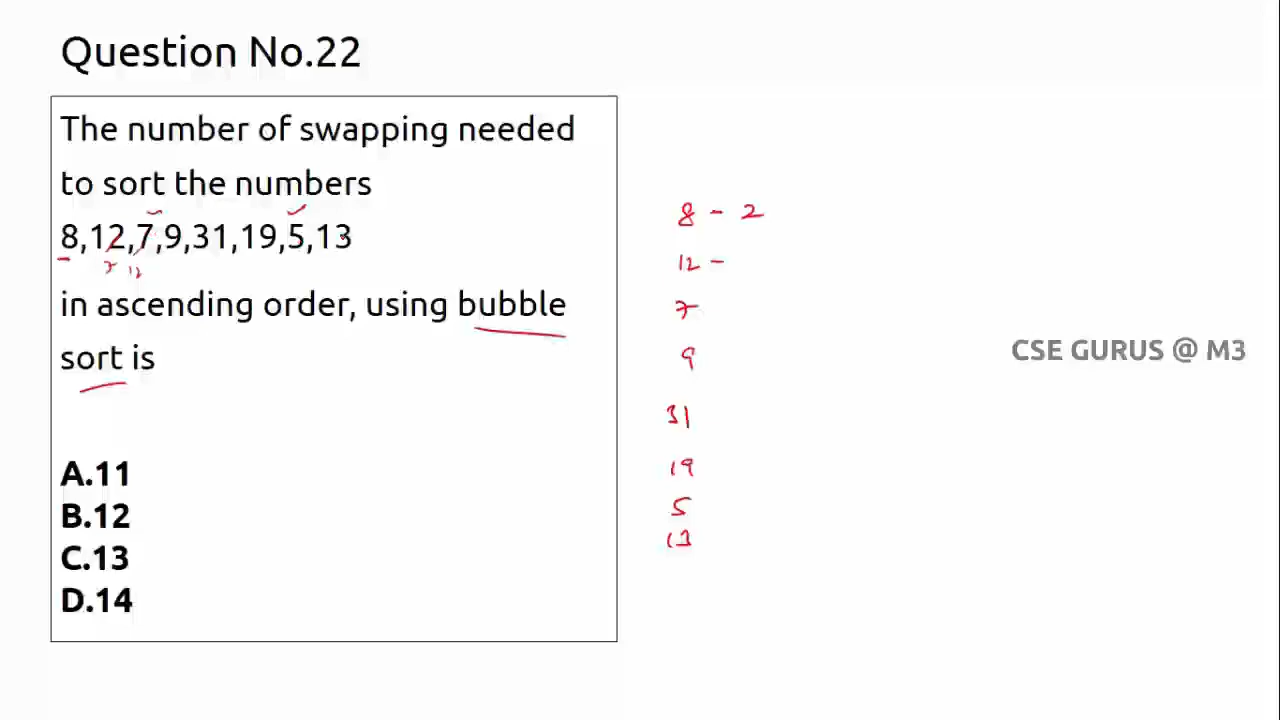 Question No.22
The number of swapping needed
to sort the numbers
8,12,7,9,31,19,5,13
7 12
in ascending order, using bubble
sort is
A.11
B.12
C.13
D.14
8 - 2
12 -
7
9
31
19
5
13
CSE GURUS @ M3